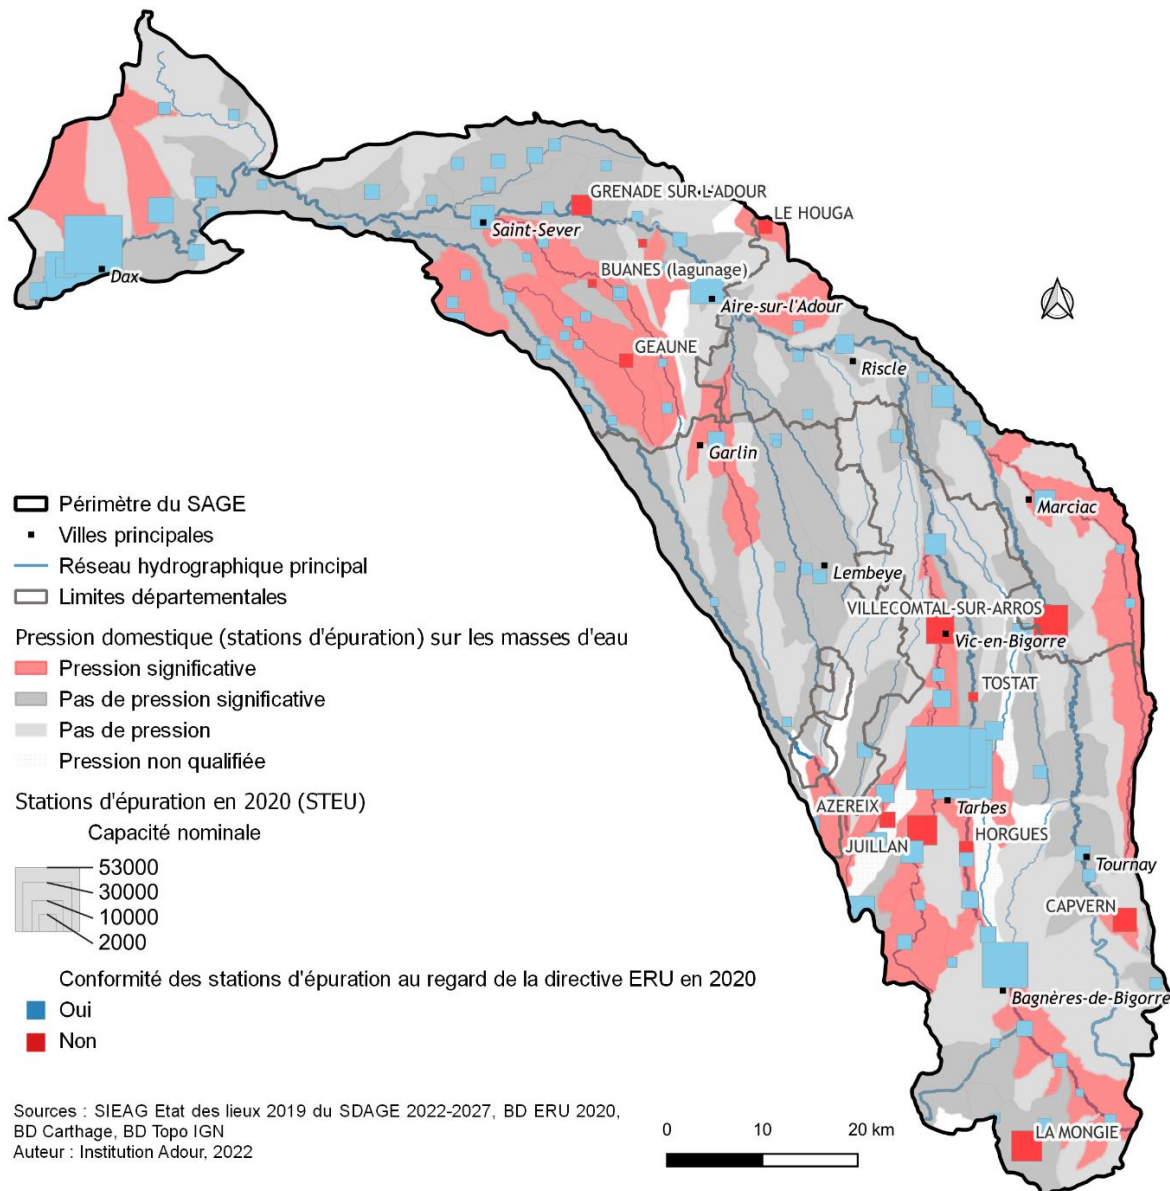 GRENADE SUR-L'ADOUR
LE HOUGA
Saint-Sever
BUANES (lagunage)
Dax
Aire-sur-l'Adour
GEAUNE
Riscle
Garlin
Marciac
Périmètre du SAGE
Villes principales
Réseau hydrographique principal
Limites départementales
Lembeye
VILLECOMTAL-SUR-ARROS
Vic-en-Bigorre
Pression domestique (stations d'épuration) sur les masses d'eau
Pression significative
Pas de pression significative
Pas de pression
Pression non qualifiée
TOSTAT
Stations d'épuration en 2020 (STEU)
Capacité nominale
53000
30000
10000
2000
AZEREIX
Tarbes
JUILLAN
HORGUES
Tournay
CAPVERN
Conformité des stations d'épuration au regard de la directive ERU en 2020
Oui
Non
Bagnères-de-Bigorre
LA MONGIE
Sources : SIEAG Etat des lieux 2019 du SDAGE 2022-2027, BD ERU 2020,
BD Carthage, BD Topo IGN
Auteur : Institution Adour, 2022
0 10 20 km